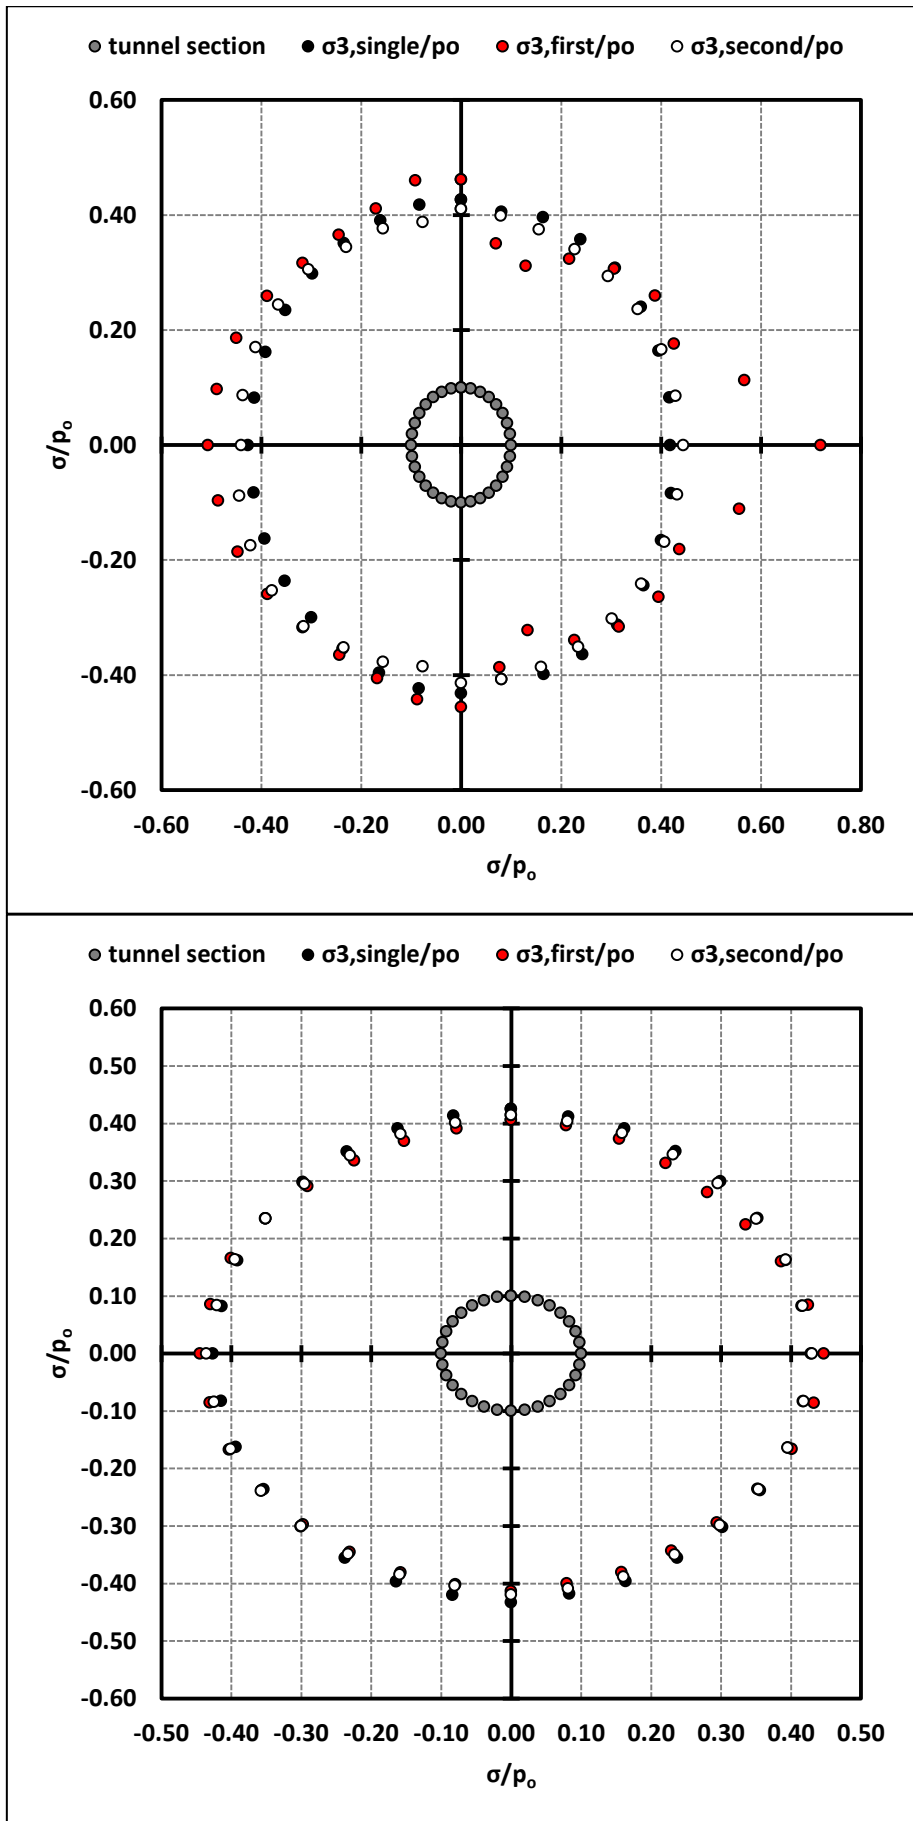 tunnel section σ3,single/po σ3,first/po σ3,second/po
0.60
0.40
0.20
0.00
-0.20
-0.40
-0.60
σ/po
-0.60 -0.40 -0.20 0.00 0.20 0.40 0.60 0.80
σ/po
tunnel section σ3,single/po σ3,first/po σ3,second/po
0.60
0.50
0.40
0.30
0.20
0.10
0.00
-0.10
-0.20
-0.30
-0.40
-0.50
-0.60
σ/po
-0.50 -0.40 -0.30 -0.20 -0.10 0.00 0.10 0.20 0.30 0.40 0.50
σ/po